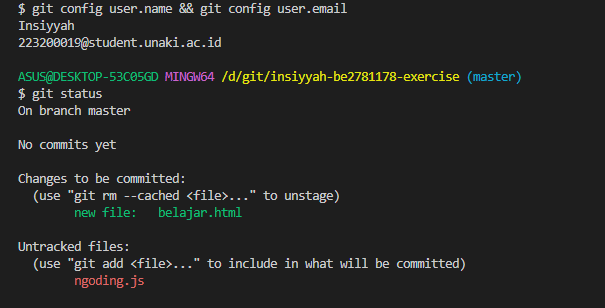 $ git config user.name && git config user.email
Insiyyah
223200019@student.unaki.ac.id
ASUS@DESKTOP-53C05GD MINGW64 /d/git/insiyyah-be2781178-exercise (master)
$ git status
On branch master
No commits yet
Changes to be committed:
(use "git rm --cached <file>..." to unstage)
new file: belajar.html
Untracked files:
(use "git add <file>..." to include in what will be committed)
ngoding.js